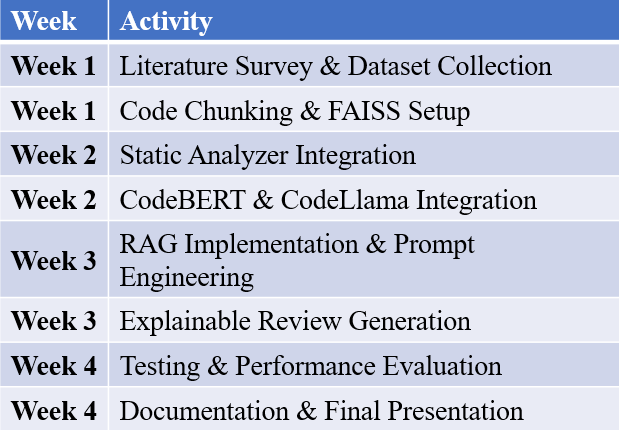 Week Activity
Week 1 Literature Survey & Dataset Collection
Week 1 Code Chunking & FAISS Setup
Week 2 Static Analyzer Integration
Week 2 CodeBERT & CodeLlama Integration
Week 3 RAG Implementation & Prompt
Engineering
Week 3 Explainable Review Generation
Week 4 Testing & Performance Evaluation
Week 4 Documentation & Final Presentation